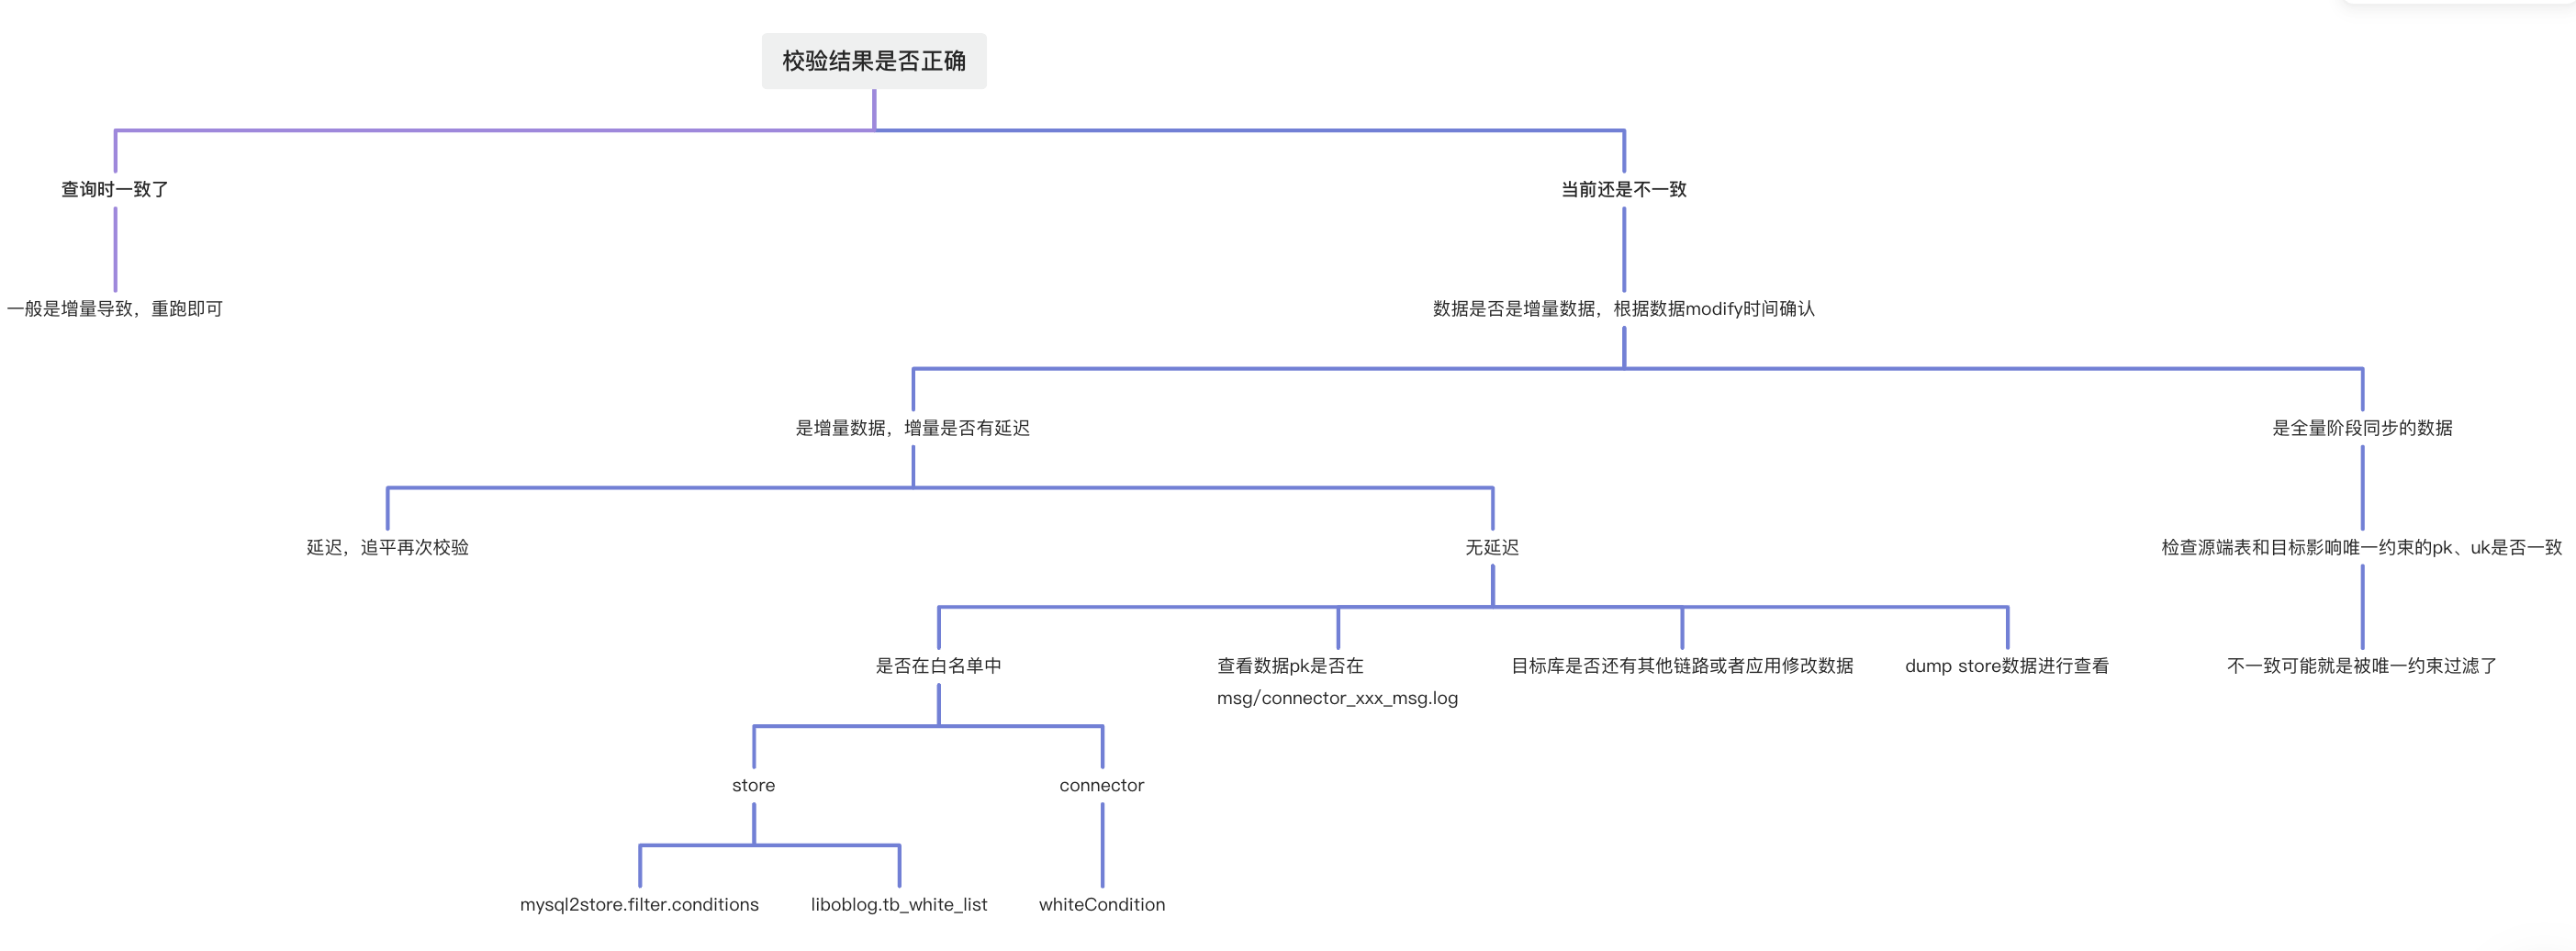 校验结果是否正确
查询时一致了
当前还是不一致
一般是增量导致，重跑即可
数据是否是增量数据，根据数据modify时间确认
是增量数据，增量是否有延迟
是全量阶段同步的数据
延迟，追平再次校验
无延迟
检查源端表和目标影响唯一约束的pk、uk是否一致
是否在白名单中
查看数据pk是否在
msg/connector_xxx_msg.log
目标库是否还有其他链路或者应用修改数据
dump store数据进行查看
不一致可能就是被唯一约束过滤了
store
connector
mysql2store.filter.conditions
liboblog.tb_white_list
whiteCondition